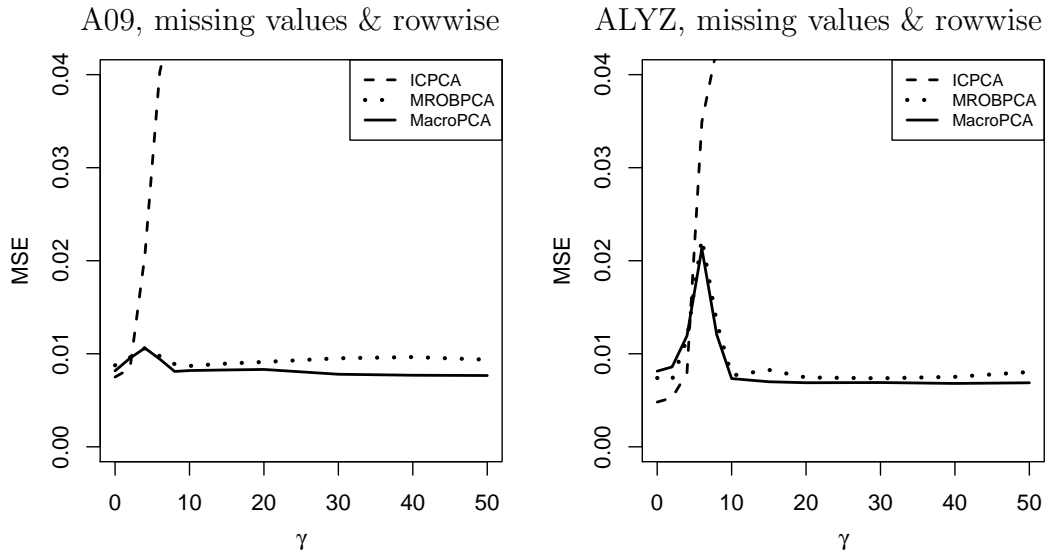 A09, missing values & rowwise
0.04
0.03
0.02
0.01
0.00
MSE
ICPCA
MROBPCA
MacroPCA
0 10 20 30 40 50
γ
ALYZ, missing values & rowwise
0.04
0.03
0.02
0.01
0.00
MSE
ICPCA
MROBPCA
MacroPCA
0 10 20 30 40 50
γ